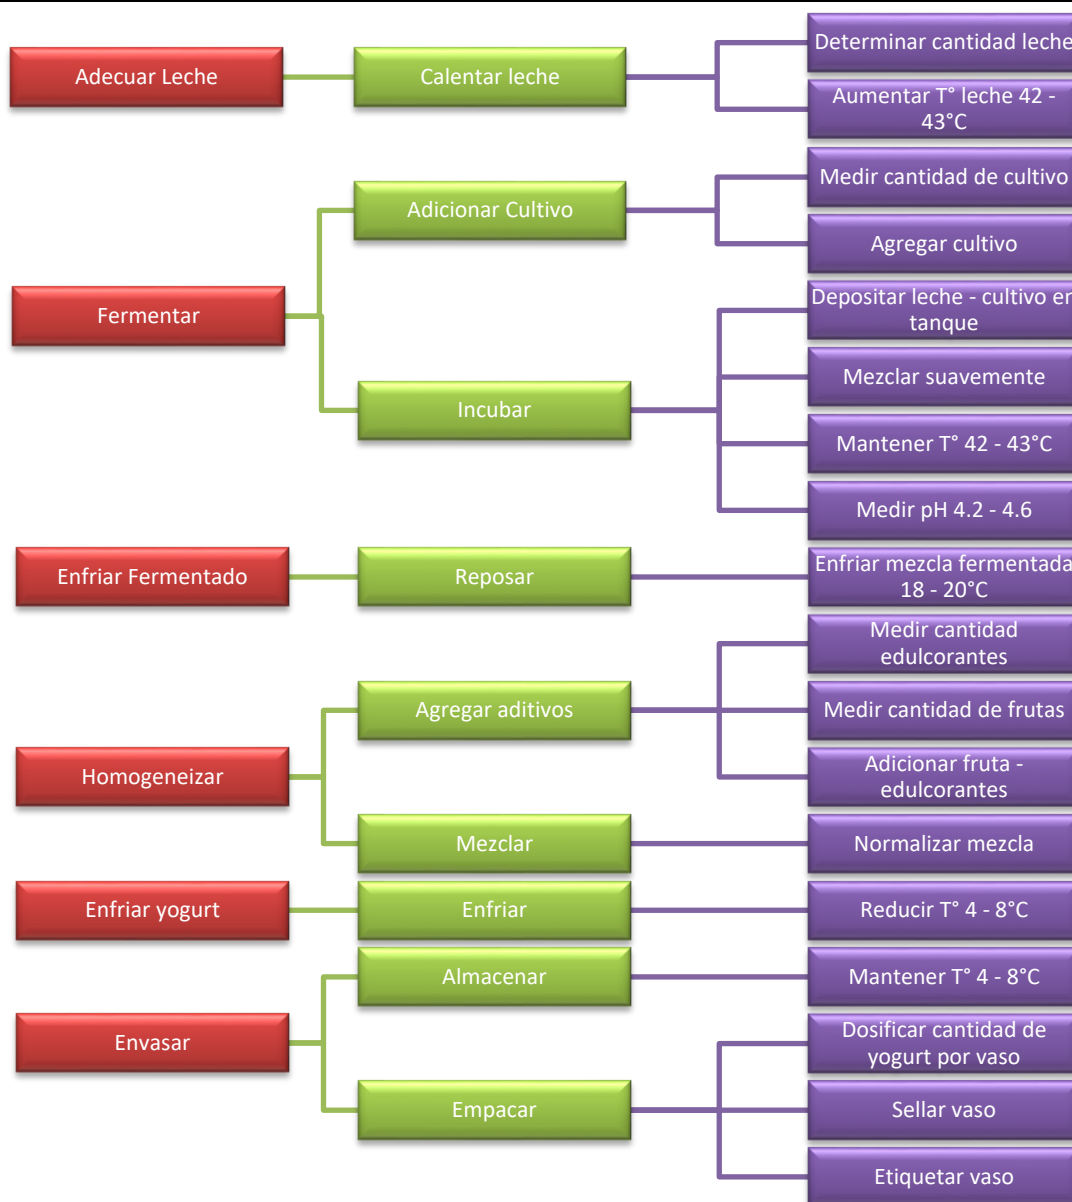 Adecuar Leche
Calentar leche
Determinar cantidad leche
Aumentar T° leche 42 -
43°C
Fermentar
Adicionar Cultivo
Medir cantidad de cultivo
Agregar cultivo
Incubar
Depositar leche - cultivo en
tanque
Mezclar suavemente
Mantener T° 42 - 43°C
Medir pH 4.2 - 4.6
Enfriar Fermentado
Reposar
Enfriar mezcla fermentada
18 - 20°C
Homogeneizar
Agregar aditivos
Medir cantidad
edulcorantes
Medir cantidad de frutas
Adicionar fruta -
edulcorantes
Mezclar
Normalizar mezcla
Enfriar yogurt
Enfriar
Reducir T° 4 - 8°C
Envasar
Almacenar
Mantener T° 4 - 8°C
Empacar
Dosificar cantidad de
yogurt por vaso
Sellar vaso
Etiquetar vaso